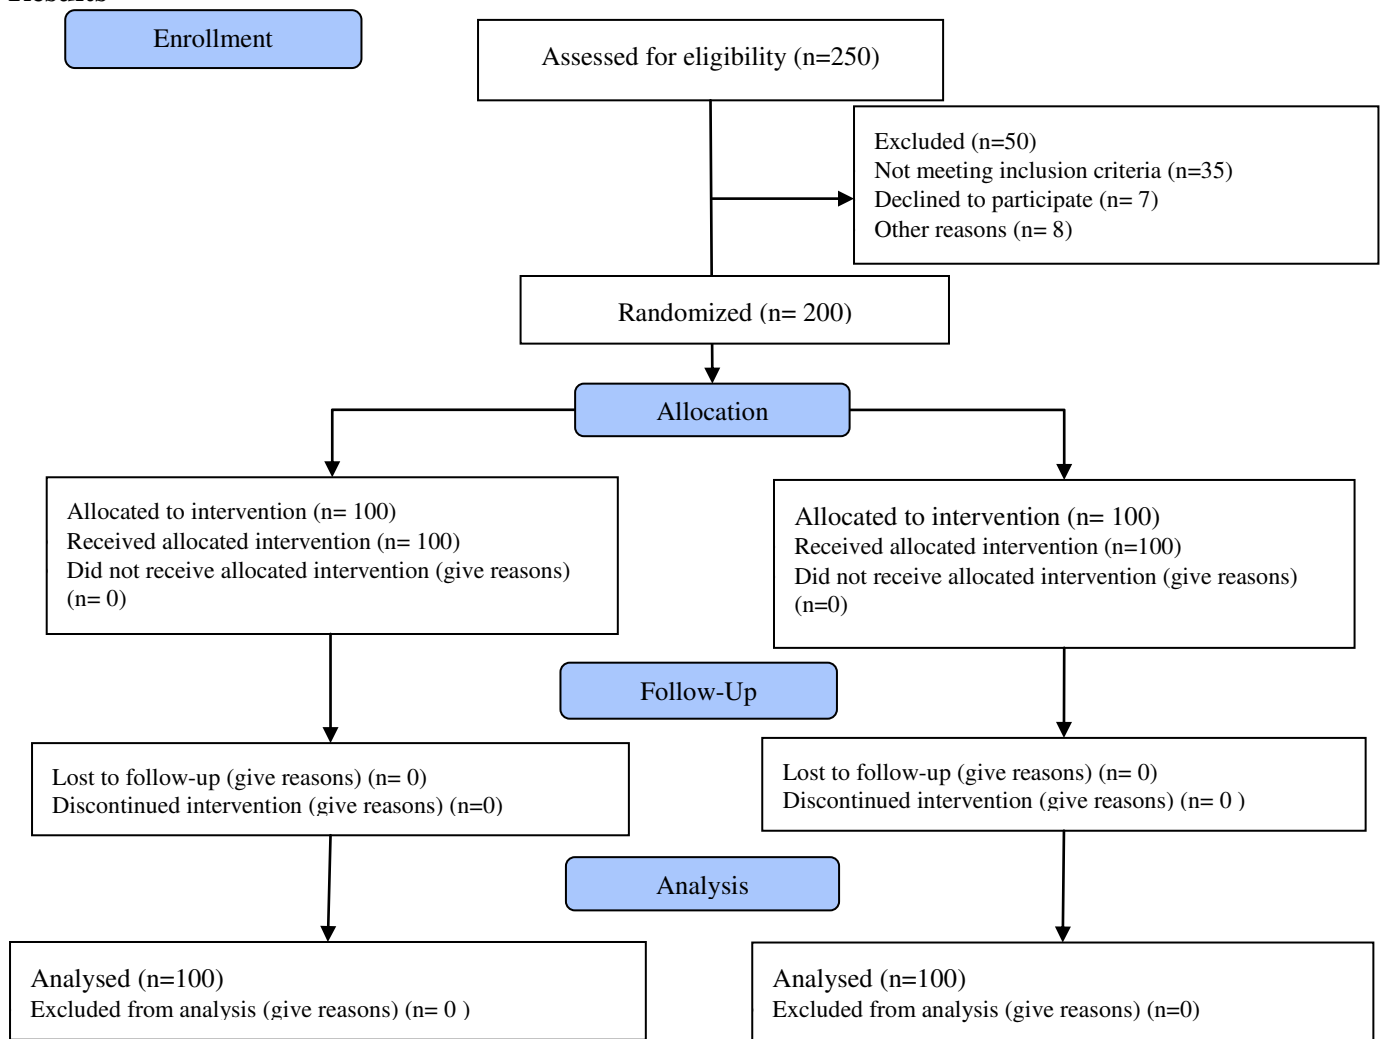 Results
Enrollment
Assessed for eligibility (n=250)
Excluded (n=50)
Not meeting inclusion criteria (n=35)
Declined to participate (n= 7)
Other reasons (n= 8)
Randomized (n= 200)
Allocation
Allocated to intervention (n= 100)
Received allocated intervention (n= 100)
Did not receive allocated intervention (give reasons)
(n= 0)
Allocated to intervention (n= 100)
Received allocated intervention (n=100)
Did not receive allocated intervention (give reasons)
(n=0)
Follow-Up
Lost to follow-up (give reasons) (n= 0)
Discontinued intervention (give reasons) (n=0)
Lost to follow-up (give reasons) (n= 0)
Discontinued intervention (give reasons) (n= 0 )
Analysis
Analysed (n=100)
Excluded from analysis (give reasons) (n= 0 )
Analysed (n=100)
Excluded from analysis (give reasons) (n=0)